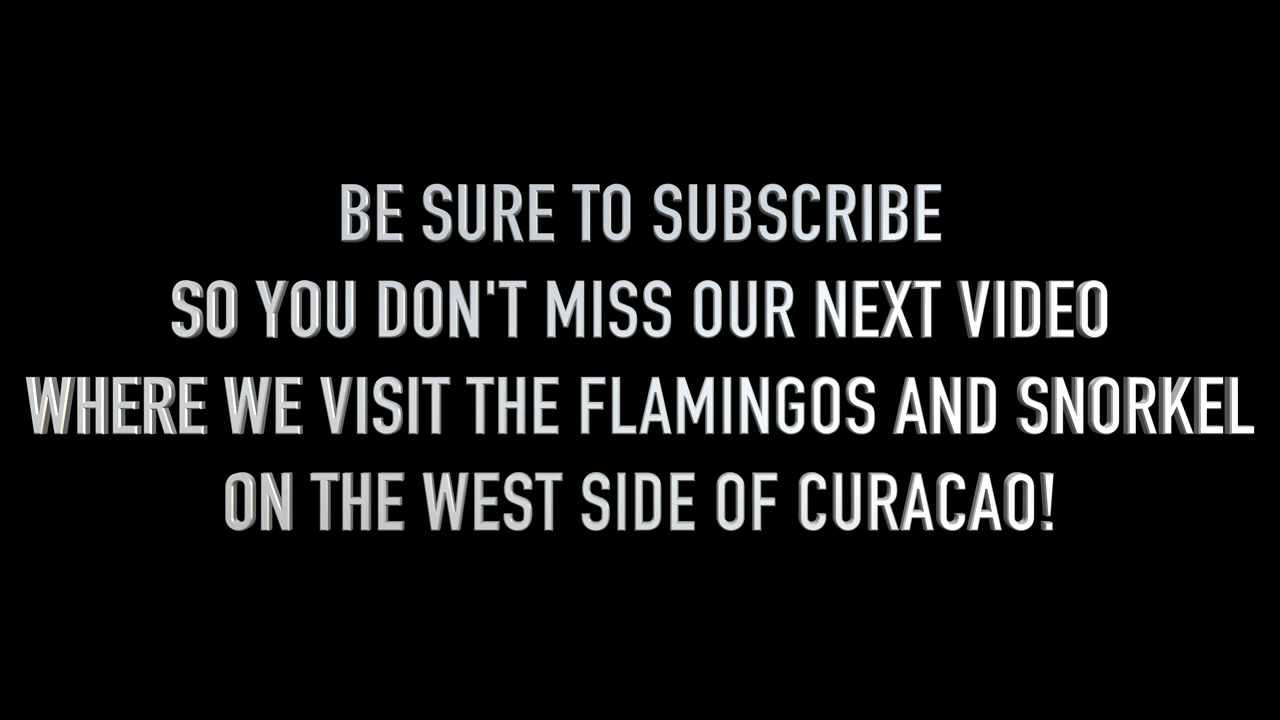 BE SURE TO SUBSCRIBE
SO YOU DON'T MISS OUR NEXT VIDEO
WHERE WE VISIT THE FLAMINGOS AND SNORKEL
ON THE WEST SIDE OF CURACAO!